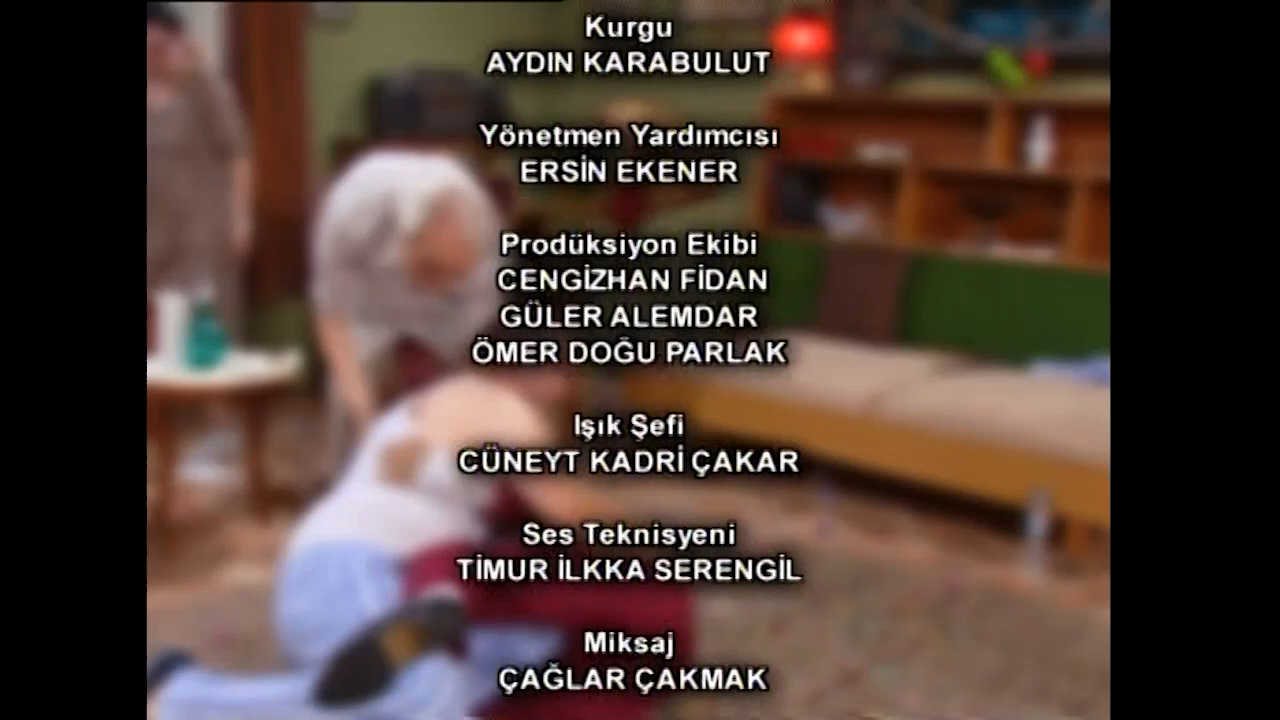 Kurgu
AYDIN KARABULUT
Yönetmen Yardımcısı
ERSİN EKENER
Prodüksiyon Ekibi
CENGİZHAN FİDAN
GÜLER ALEMDAR
ÖMER DOĞU PARLAK
Işık Şefi
CÜNEYT KADRİ ÇAKAR
Ses Teknisyeni
TİMUR İLKKA SERENGİL
Miksaj
ÇAĞLAR ÇAKMAK